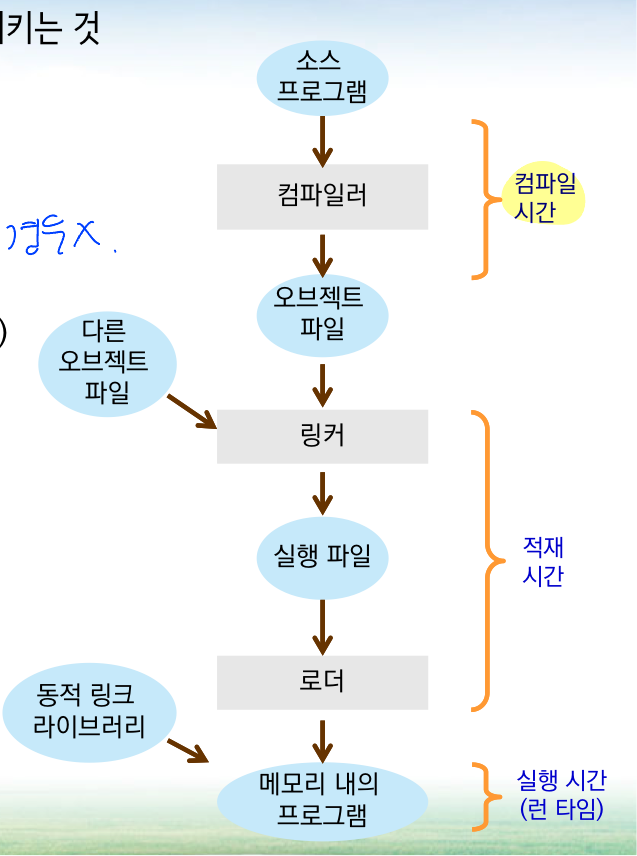 키는 것
소스
프로그램
컴파일러
컴파일
시간
오브젝트
파일
)
다른
오브젝트
파일
링커
실행 파일
적재
시간
로더
동적 링크
라이브러리
메모리 내의
프로그램
실행 시간
(런 타임)